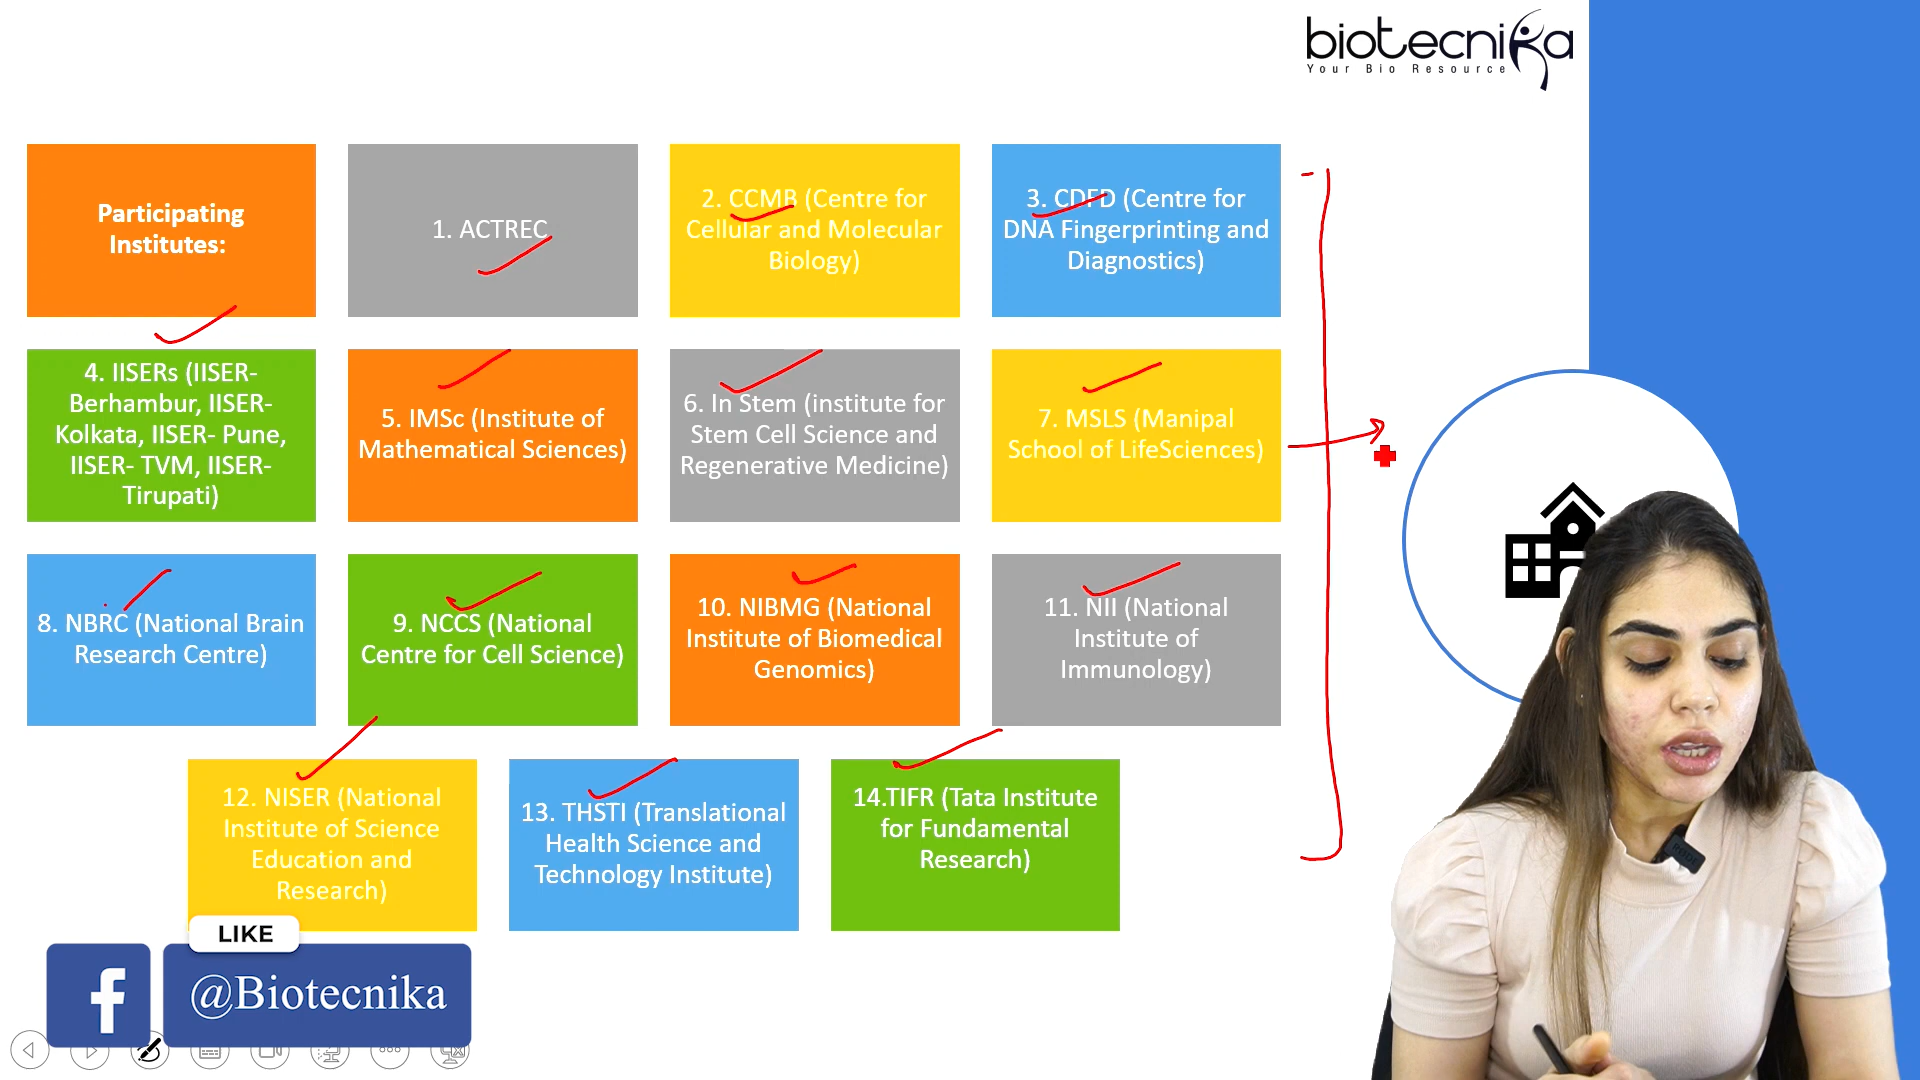 biotecnika
Your Bio Resource
Participating
Institutes:
1. ACTREC
2. CCMB (Centre for
Cellular and Molecular
Biology)
3. CDFD (Centre for
DNA Fingerprinting and
Diagnostics)
4. IISERs (IISER-
Berhambur, IISER-
Kolkata, IISER- Pune,
IISER- TVM, IISER-
Tirupati)
5. IMSc (Institute of
Mathematical Sciences)
6. In Stem (institute for
Stem Cell Science and
Regenerative Medicine)
7. MSLS (Manipal
School of LifeSciences)
8. NBRC (National Brain
Research Centre)
9. NCCS (National
Centre for Cell Science)
10. NIBMG (National
Institute of Biomedical
Genomics)
11. NII (National
Institute of
Immunology)
12. NISER (National
Institute of Science
Education and
Research)
13. THSTI (Translational
Health Science and
Technology Institute)
14.TIFR (Tata Institute
for Fundamental
Research)
LIKE
f
@Biotecnika